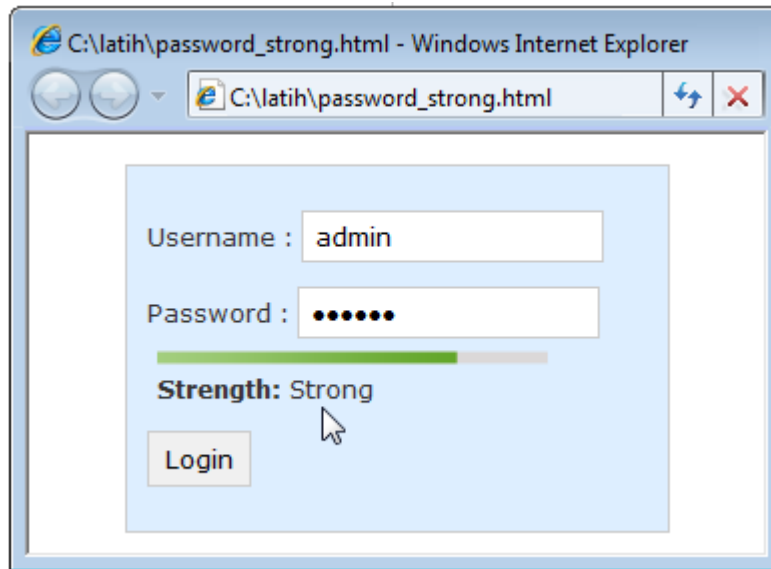 C:\latih\password_strong.html - Windows Internet Explorer
C:\latih\password_strong.html
Username : admin
Password : ••••••
Strength: Strong
Login